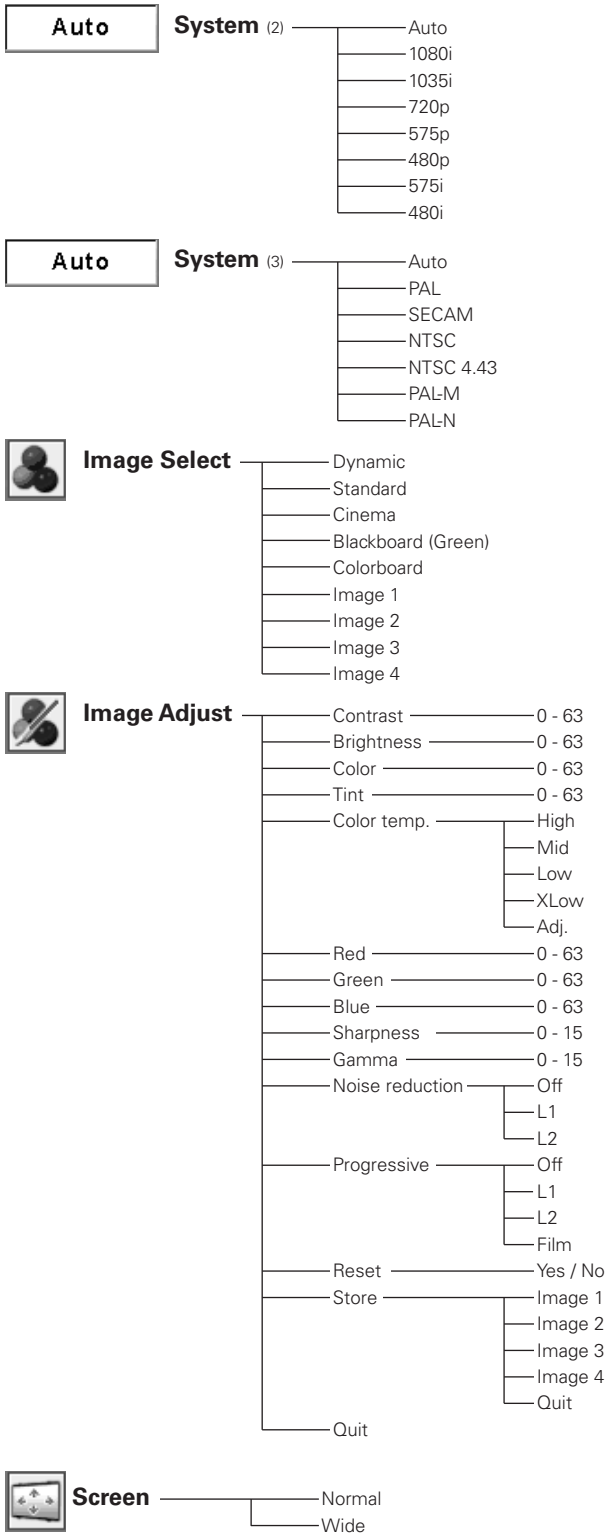 Auto System (2) Auto
1080i
1035i
720p
575p
480p
575i
480i
Auto System (3) Auto
PAL
SECAM
NTSC
NTSC 4.43
PAL-M
PAL-N
Image Select Dynamic
Standard
Cinema
Blackboard (Green)
Colorboard
Image 1
Image 2
Image 3
Image 4
Image Adjust Contrast 0 - 63
Brightness 0 - 63
Color 0 - 63
Tint 0 - 63
Color temp. High
Mid
Low
XLow
Adj.
Red 0 - 63
Green 0 - 63
Blue 0 - 63
Sharpness 0 - 15
Gamma 0 - 15
Noise reduction Off
L1
L2
Progressive Off
L1
L2
Film
Reset Yes / No
Store Image 1
Image 2
Image 3
Image 4
Quit
Quit
Screen Normal
Wide